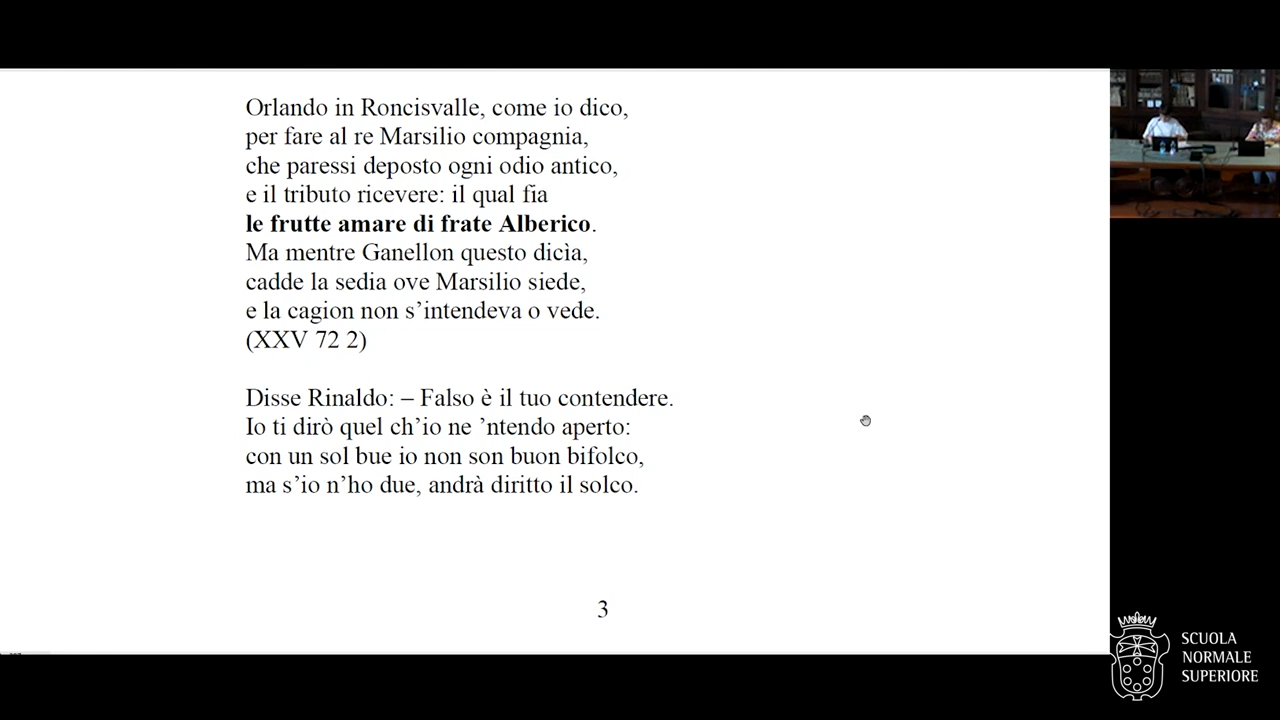 Orlando in Roncisvalle, come io dico,
per fare al re Marsilio compagnia,
che paressi deposto ogni odio antico,
e il tributo ricevere: il qual fia
le frutte amare di frate Alberico.
Ma mentre Ganellon questo dicìa,
cadde la sedia ove Marsilio siede,
e la cagion non s’intendeva o vede.
(XXV 72 2)
Disse Rinaldo: – Falso è il tuo contendere.
Io ti dirò quel ch’io ne ’ntendo aperto:
con un sol bue io non son buon bifolco,
ma s’io n’ho due, andrà diritto il solco.
3
SCUOLA
NORMALE
SUPERIORE